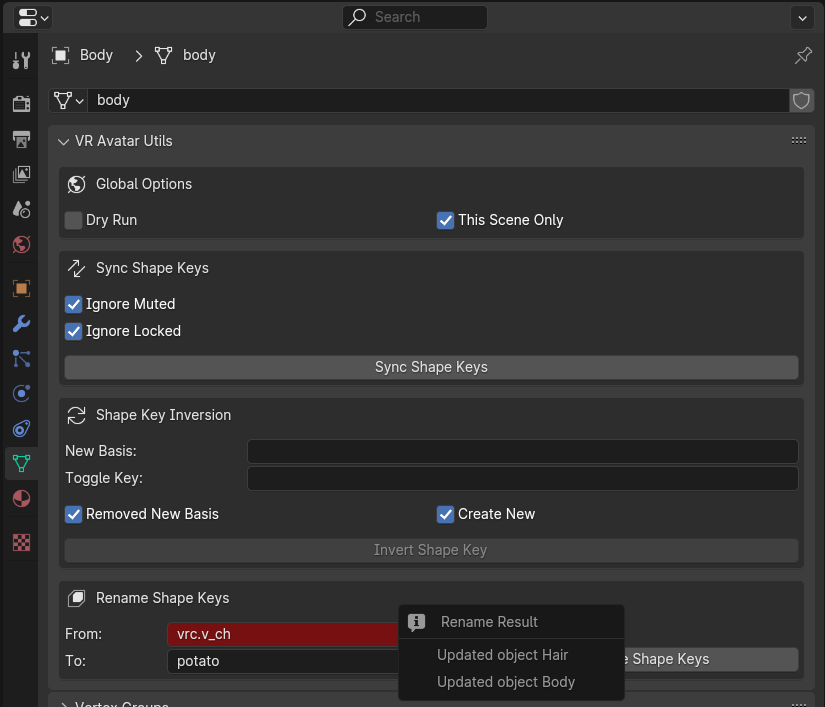 Search
Body > body
body
VR Avatar Utils
Global Options
Dry Run
This Scene Only
Sync Shape Keys
Ignore Muted
Ignore Locked
Sync Shape Keys
Shape Key Inversion
New Basis:
Toggle Key:
Removed New Basis
Create New
Invert Shape Key
Rename Shape Keys
From:
vrc.v_ch
To:
potato
Rename Result
Updated object Hair
Updated object Body
e Shape Keys
Vertex Groups